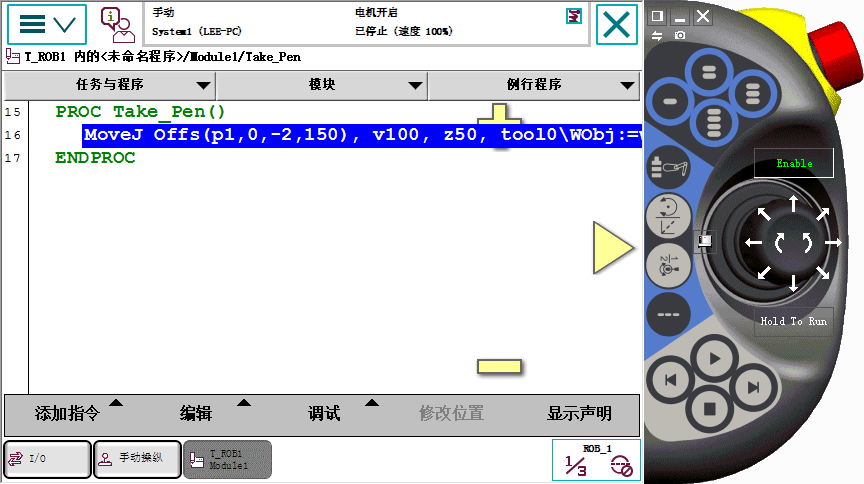 手动
System1 (LEE-PC)
电机开启
已停止 (速度 100%)
T_ROB1 内的<未命名程序>/Module1/Take_Pen
任务与程序
模块
例行程序
15 PROC Take_Pen()
16 MoveJ Offs(p1,0,-2,150), v100, z50, tool0\WObj:=w
17 ENDPROC
添加指令
编辑
调试
修改位置
显示声明
I/O
手动操纵
T_ROB1
Module1
ROB_1
1/3
Enable
Hold To Run